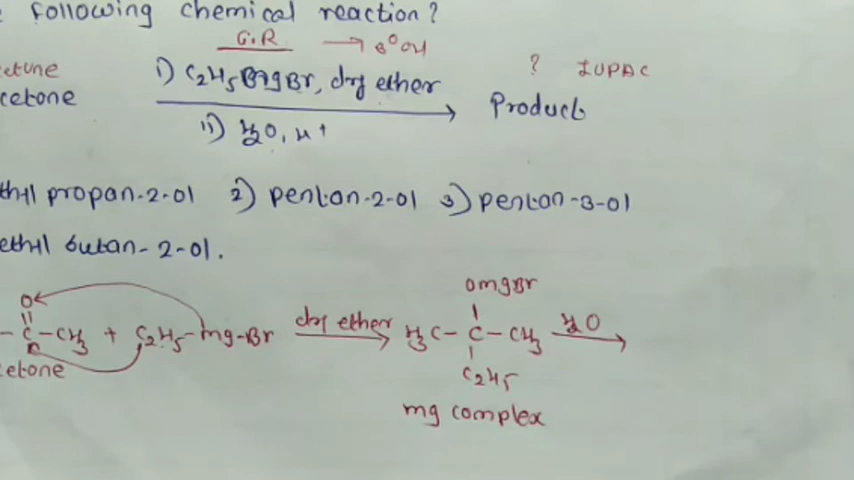 following chemical reaction?
G.R → 3° OH
etone i) C2H5MgBr, dry ether ? IUPAC
cetone Product
ii) H2O, H+
thyl propan-2-ol 2) pentan-2-ol 3) pentan-3-ol
ethyl butan-2-ol.
O OMgBr
|| |
-C-CH3 + C2H5-Mg-Br dry ether H3C-C-CH3 H2O
|
etone C2H5
mg complex